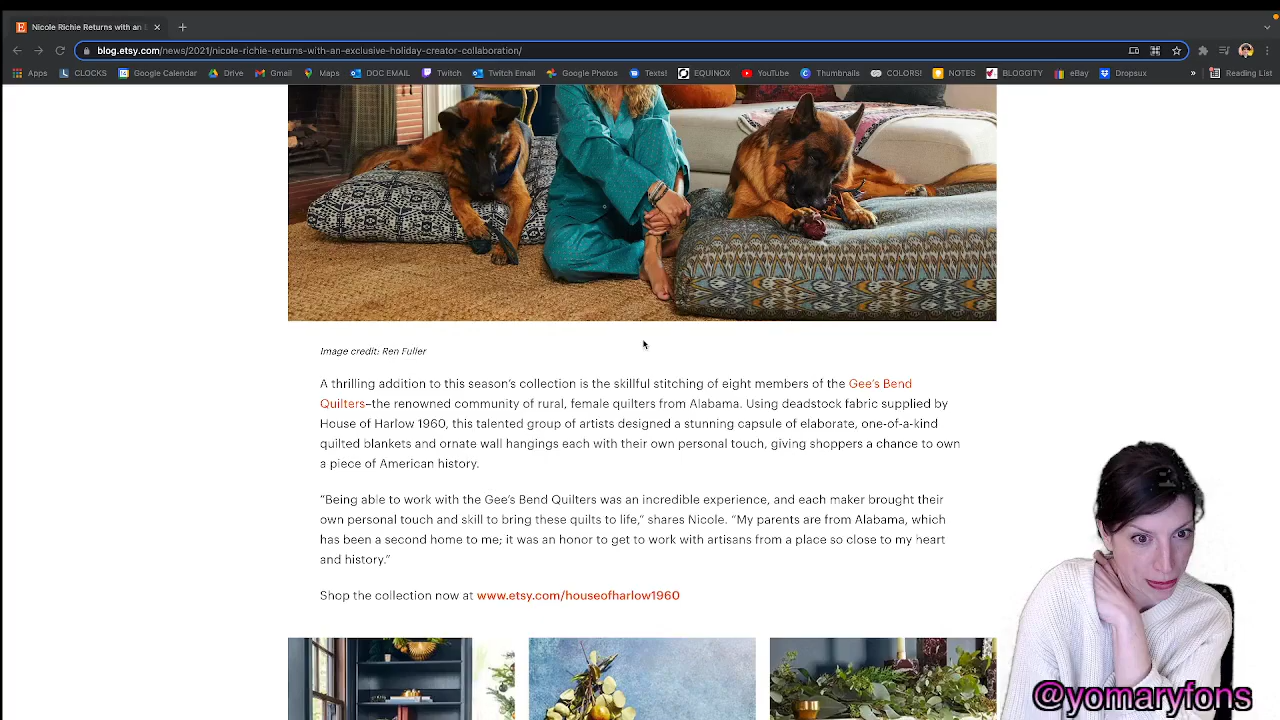 Nicole Richie Returns with an E
blog.etsy.com/news/2021/nicole-richie-returns-with-an-exclusive-holiday-creator-collaboration/
Apps CLOCKS Google Calendar Drive Gmail Maps DOC EMAIL Twitch Twitch Email Google Photos Texts! EQUINOX YouTube Thumbnails COLORS! NOTES BLOGGITY eBay Dropsux » Reading List
Image credit: Ren Fuller
A thrilling addition to this season's collection is the skillful stitching of eight members of the Gee's Bend
Quilters–the renowned community of rural, female quilters from Alabama. Using deadstock fabric supplied by
House of Harlow 1960, this talented group of artists designed a stunning capsule of elaborate, one-of-a-kind
quilted blankets and ornate wall hangings each with their own personal touch, giving shoppers a chance to own
a piece of American history.
"Being able to work with the Gee's Bend Quilters was an incredible experience, and each maker brought their
own personal touch and skill to bring these quilts to life," shares Nicole. "My parents are from Alabama, which
has been a second home to me; it was an honor to get to work with artisans from a place so close to my heart
and history."
Shop the collection now at www.etsy.com/houseofharlow1960
@yomaryfons